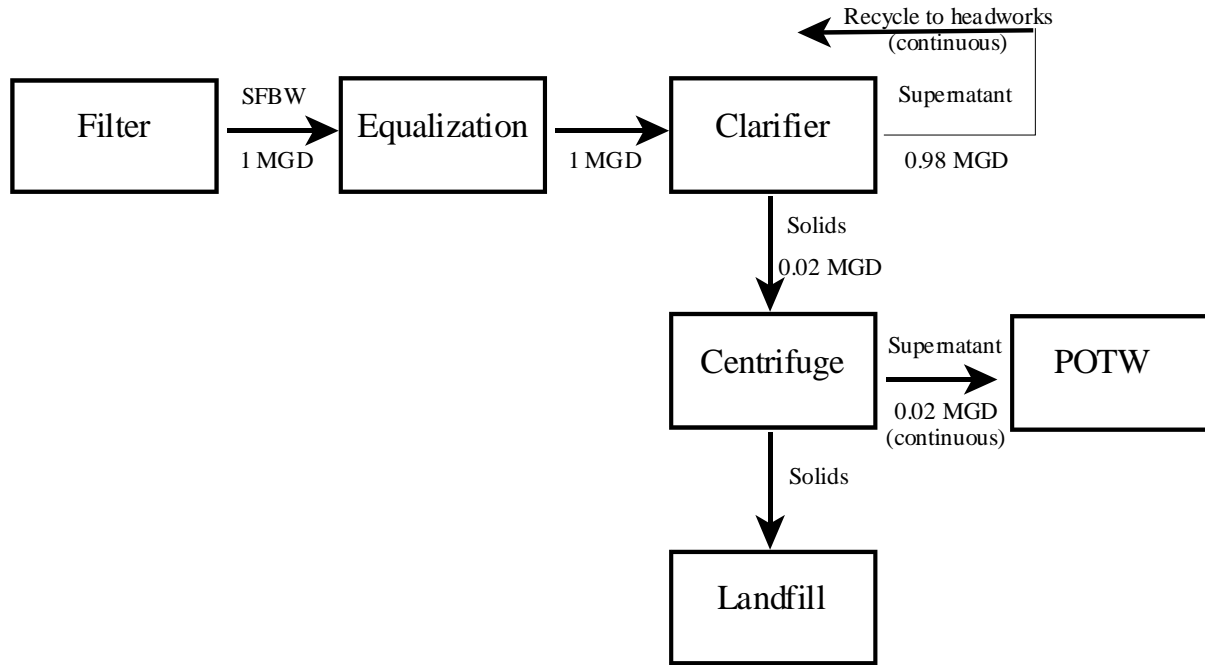 Recycle to headworks
(continuous)
Filter
SFBW
1 MGD
Equalization
1 MGD
Clarifier
Supernatant
0.98 MGD
Solids
0.02 MGD
Centrifuge
Supernatant
0.02 MGD
(continuous)
POTW
Solids
Landfill